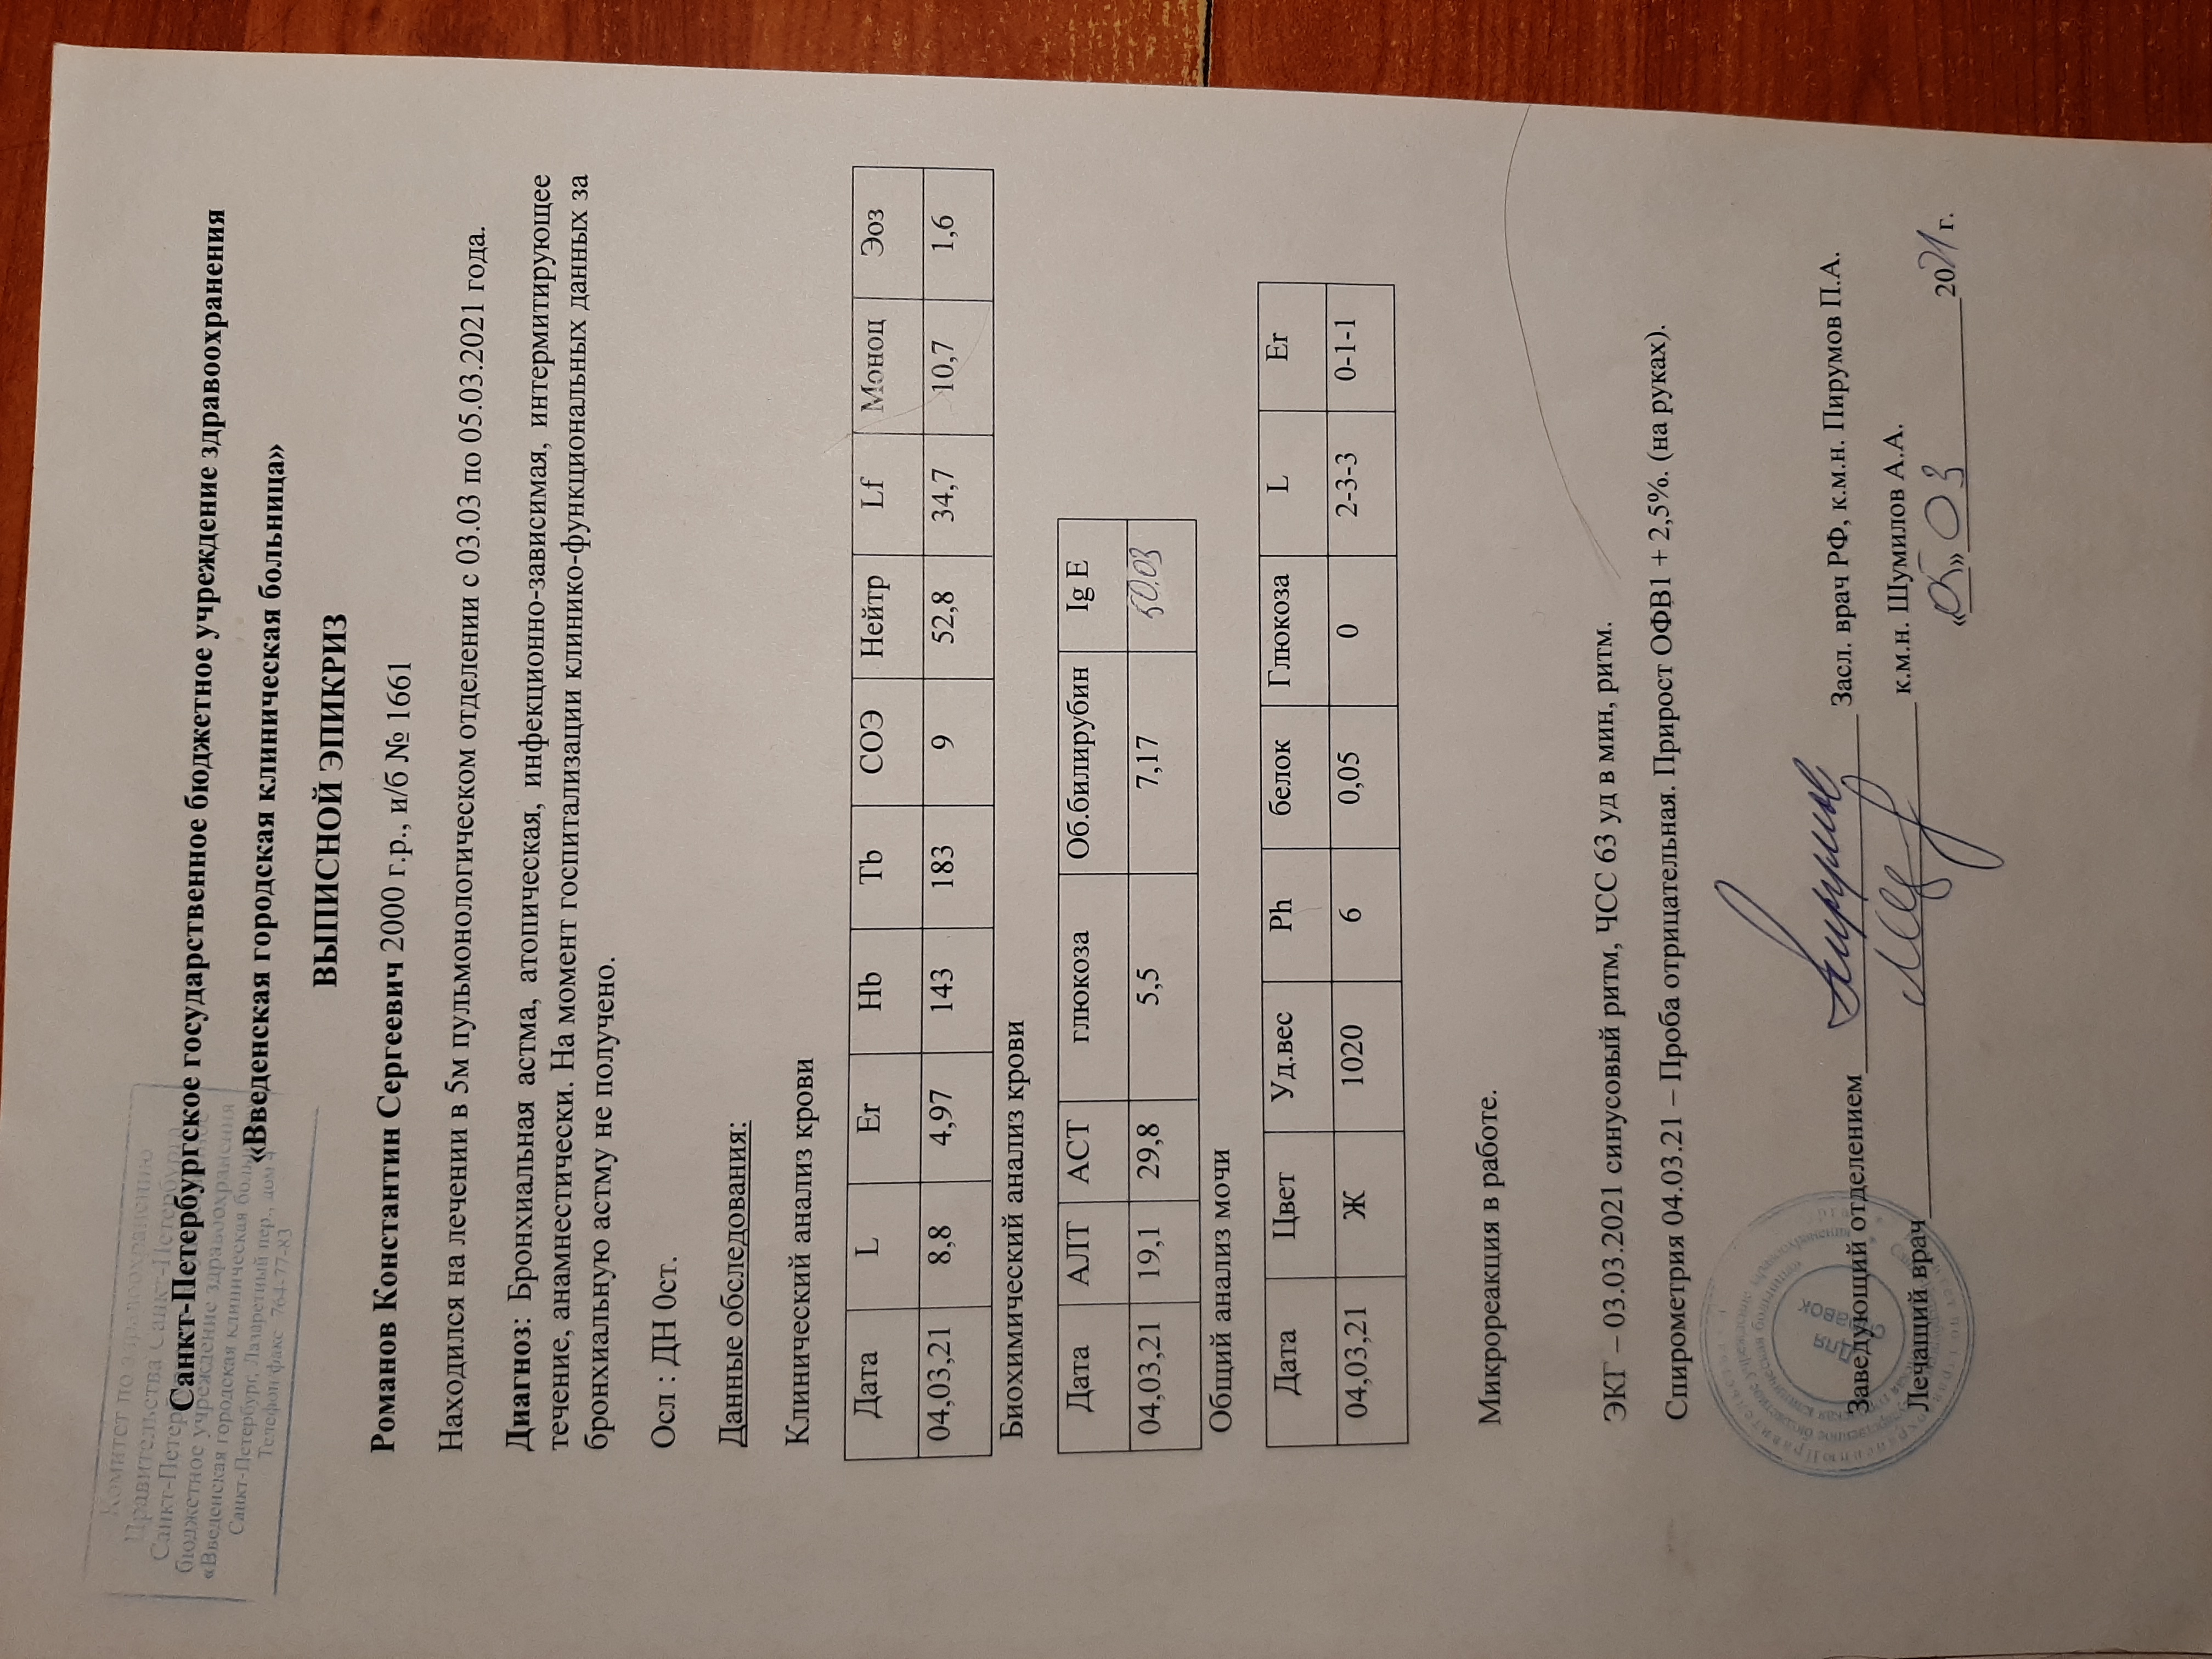 Комитет по здравоохранению
Правительства Санкт-Петербурга
Санкт-Петербургское
бюджетное учреждение здравоохранения
«Введенская городская клиническая больница»
Санкт-Петербург, Лазаретный пер., дом 4
Телефон/факс 764-77-83
Санкт-Петербургское государственное бюджетное учреждение здравоохранения
«Введенская городская клиническая больница»
ВЫПИСНОЙ ЭПИКРИЗ
Романов Константин Сергеевич 2000 г.р., и/б № 1661
Находился на лечении в 5м пульмонологическом отделении с 03.03 по 05.03.2021 года.
Диагноз: Бронхиальная астма, атопическая, инфекционно-зависимая, интермитирующее
течение, анамнестически. На момент госпитализации клинико-функциональных данных за
бронхиальную астму не получено.
Осл : ДН 0ст.
Данные обследования:
Клинический анализ крови
Дата L Er Hb Tb СОЭ Нейтр Lf Моноц Эоз
04,03,21 8,8 4,97 143 183 9 52,8 34,7 10,7 1,6
Биохимический анализ крови
Дата АЛТ АСТ глюкоза Об.билирубин Ig E
04,03,21 19,1 29,8 5,5 7,17
Общий анализ мочи
Дата Цвет Уд.вес Ph белок Глюкоза L Er
04,03,21 Ж 1020 6 0,05 0 2-3-3 0-1-1
Микрореакция в работе.
ЭКГ – 03.03.2021 синусовый ритм, ЧСС 63 уд в мин, ритм.
Спирометрия 04.03.21 – Проба отрицательная. Прирост ОФВ1 + 2,5%. (на руках).
Заведующий отделением Засл. врач РФ, к.м.н. Пирумов П.А.
Лечащий врач к.м.н. Шумилов А.А.
«05» 03 2021 г.
Для
справок